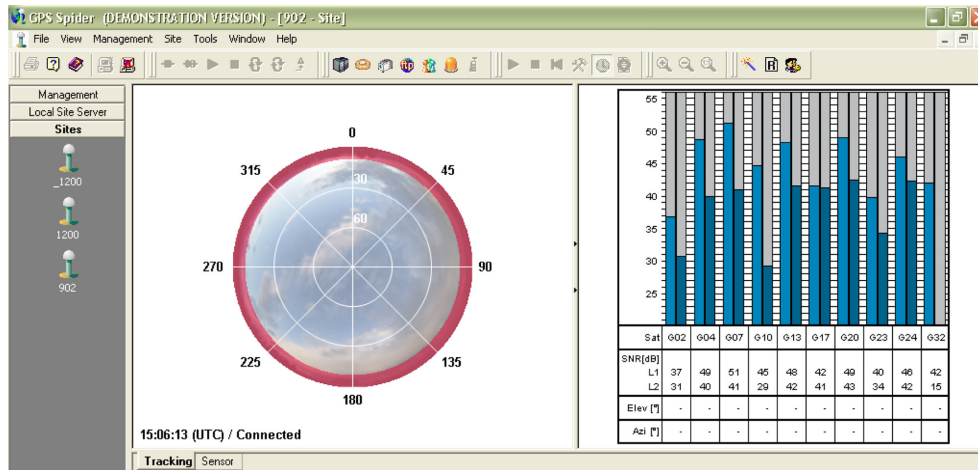 GPS Spider (DEMONSTRATION VERSION) - [902 - Site]
File View Management Site Tools Window Help
Management
Local Site Server
Sites
_1200
1200
902
0
45
90
135
180
225
270
315
30
60
15:06:13 (UTC) / Connected
Tracking Sensor
55
50
45
40
35
30
25
Sat G02 G04 G07 G10 G13 G17 G20 G23 G24 G32
SNR[dB]
L1 37 49 51 45 48 42 49 40 46 42
L2 31 40 41 29 42 41 43 34 42 15
Elev [°] - - - - - - - - - -
Azi [°] - - - - - - - - - -